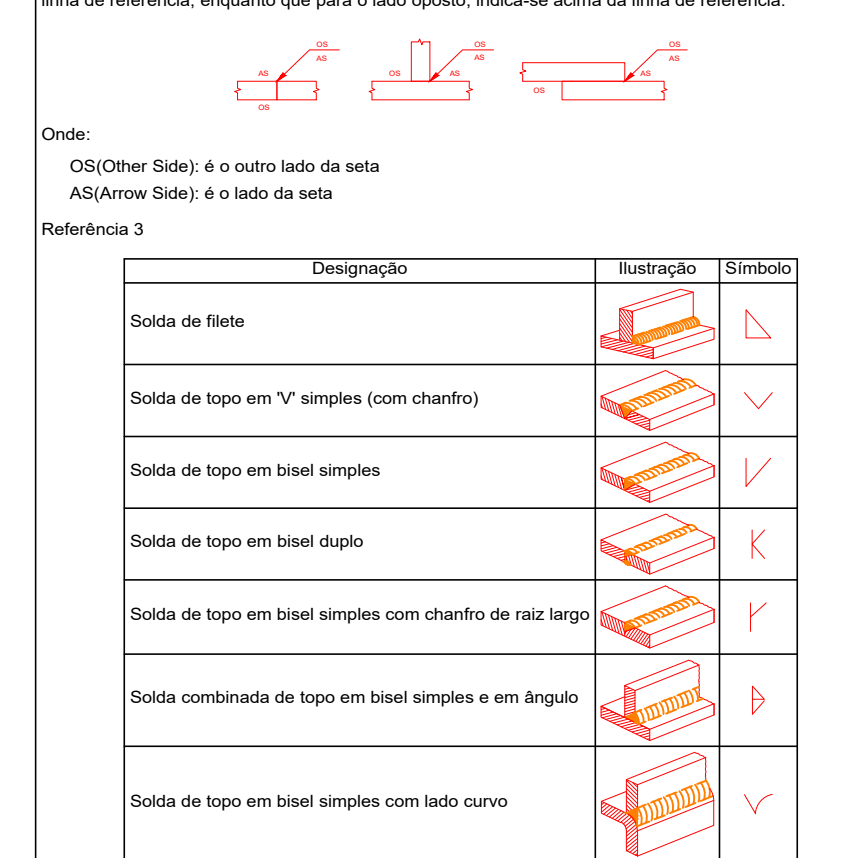 linha de referência, enquanto que para o lado oposto, indica-se acima da linha de referência.
OS
AS
AS
OS
OS
AS
OS
AS
OS
AS
OS
AS
Onde:
OS(Other Side): é o outro lado da seta
AS(Arrow Side): é o lado da seta
Referência 3
Designação Ilustração Símbolo
Solda de filete
Solda de topo em 'V' simples (com chanfro)
Solda de topo em bisel simples
Solda de topo em bisel duplo
Solda de topo em bisel simples com chanfro de raiz largo
Solda combinada de topo em bisel simples e em ângulo
Solda de topo em bisel simples com lado curvo